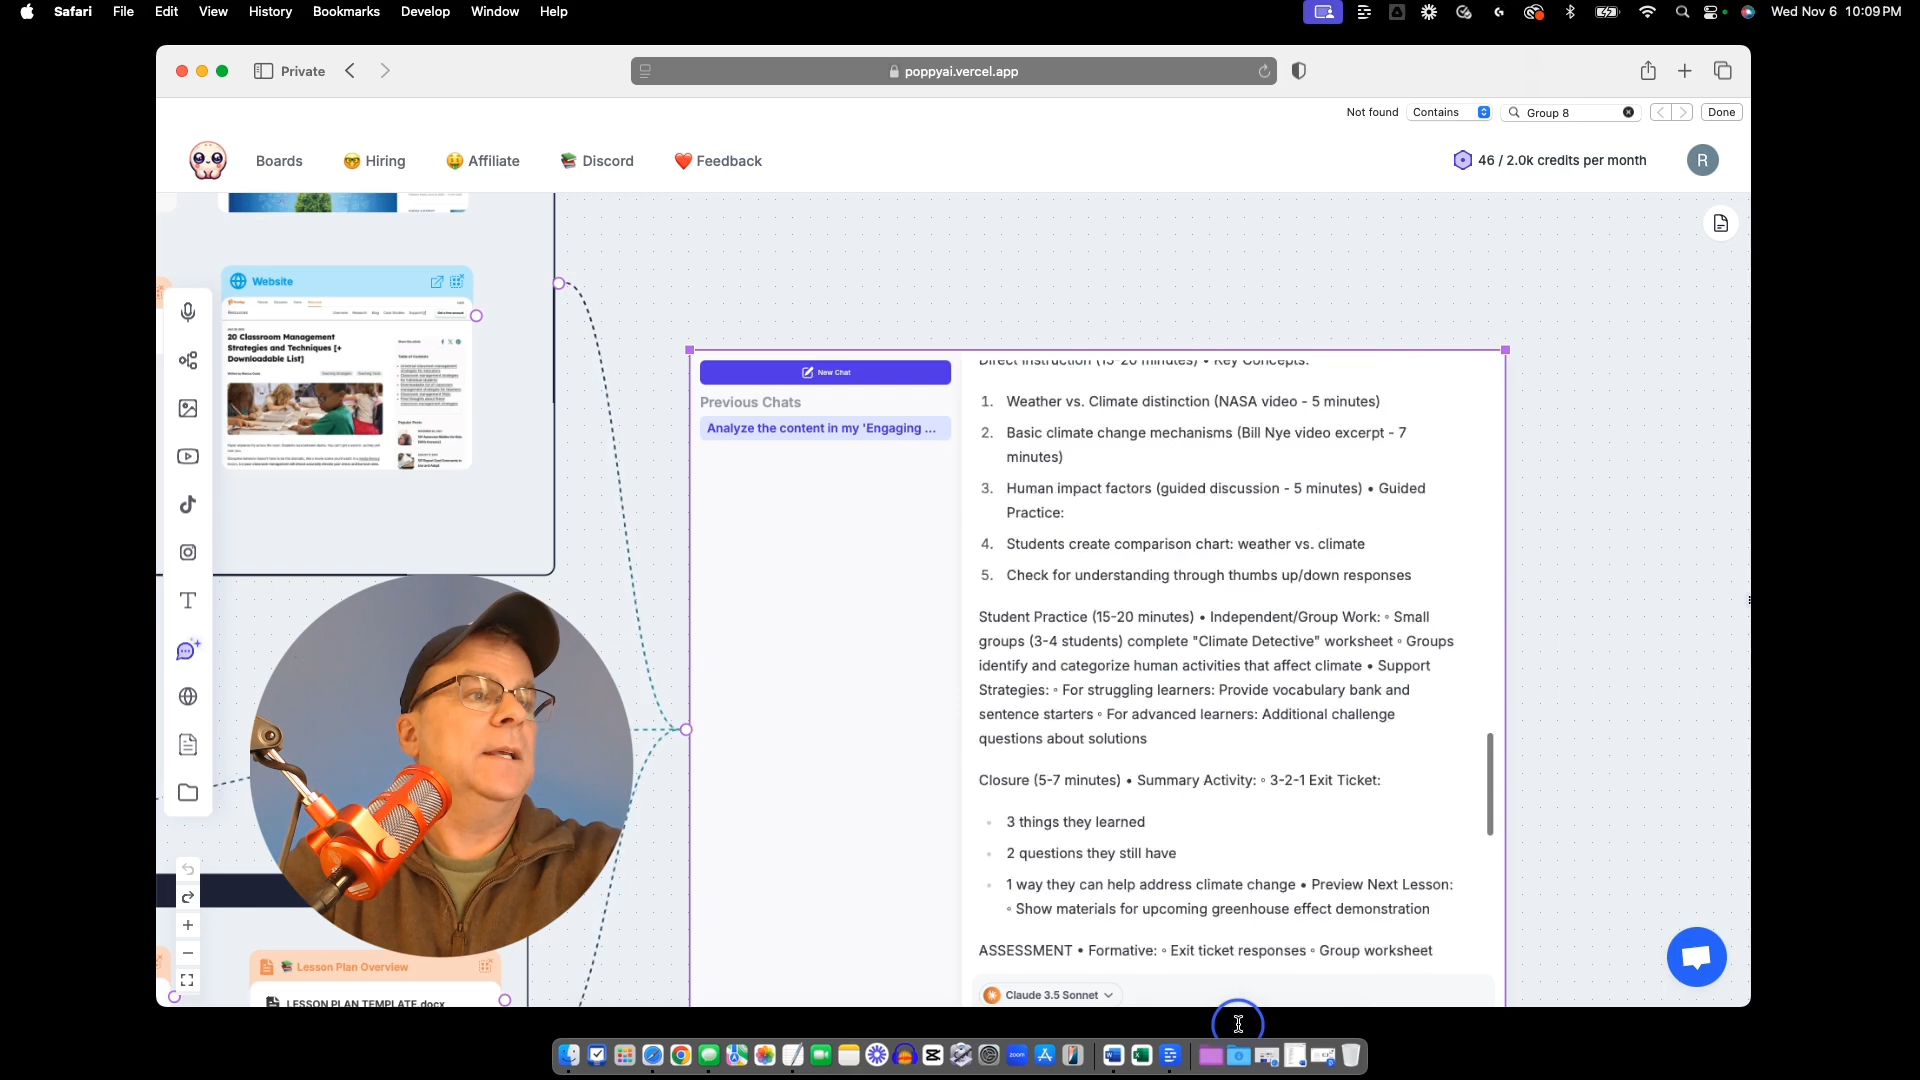 Safari File Edit View History Bookmarks Develop Window Help
Wed Nov 6 10:09 PM
Private
poppyai.vercel.app
Not found Contains Group 8 Done
Boards
🤓 Hiring
🤑 Affiliate
📚 Discord
❤️ Feedback
46 / 2.0k credits per month
R
Website
Resources
20 Classroom Management
Strategies and Techniques [+
Downloadable List]
New Chat
Previous Chats
Analyze the content in my 'Engaging ...
Direct Instruction (15-20 minutes) • Key Concepts:
1. Weather vs. Climate distinction (NASA video - 5 minutes)
2. Basic climate change mechanisms (Bill Nye video excerpt - 7
minutes)
3. Human impact factors (guided discussion - 5 minutes) • Guided
Practice:
4. Students create comparison chart: weather vs. climate
5. Check for understanding through thumbs up/down responses
Student Practice (15-20 minutes) • Independent/Group Work: ◦ Small
groups (3-4 students) complete "Climate Detective" worksheet ◦ Groups
identify and categorize human activities that affect climate • Support
Strategies: ◦ For struggling learners: Provide vocabulary bank and
sentence starters ◦ For advanced learners: Additional challenge
questions about solutions
Closure (5-7 minutes) • Summary Activity: ◦ 3-2-1 Exit Ticket:
◦ 3 things they learned
◦ 2 questions they still have
◦ 1 way they can help address climate change • Preview Next Lesson:
◦ Show materials for upcoming greenhouse effect demonstration
ASSESSMENT • Formative: ◦ Exit ticket responses ◦ Group worksheet
Claude 3.5 Sonnet
📚 Lesson Plan Overview
LESSON PLAN TEMPLATE.docx
zoom